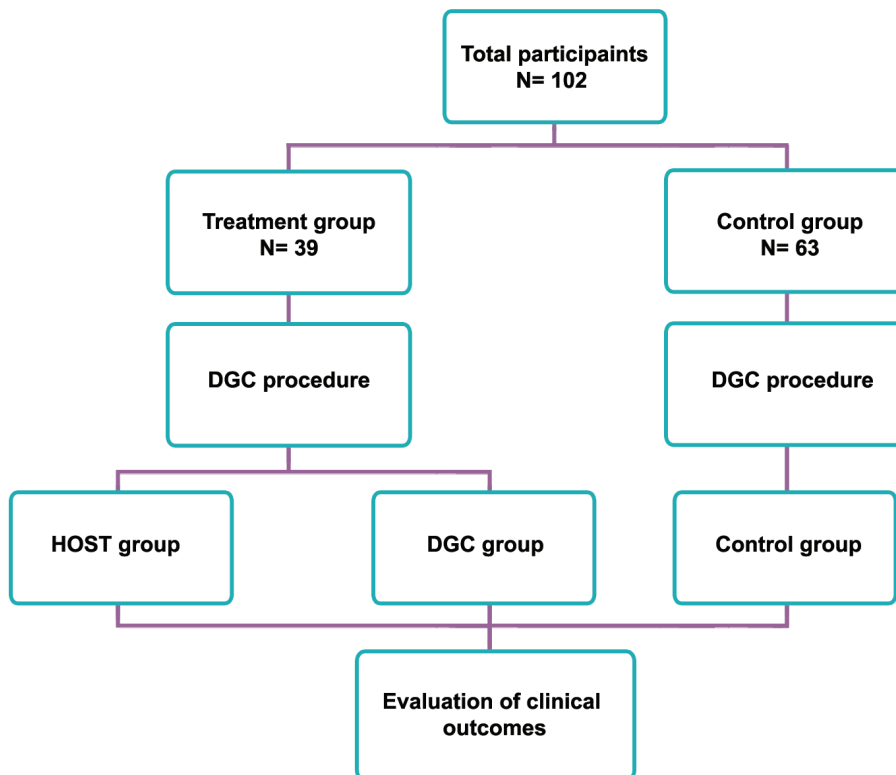 Total participaints
N= 102
Treatment group
N= 39
Control group
N= 63
DGC procedure
DGC procedure
HOST group
DGC group
Control group
Evaluation of clinical
outcomes